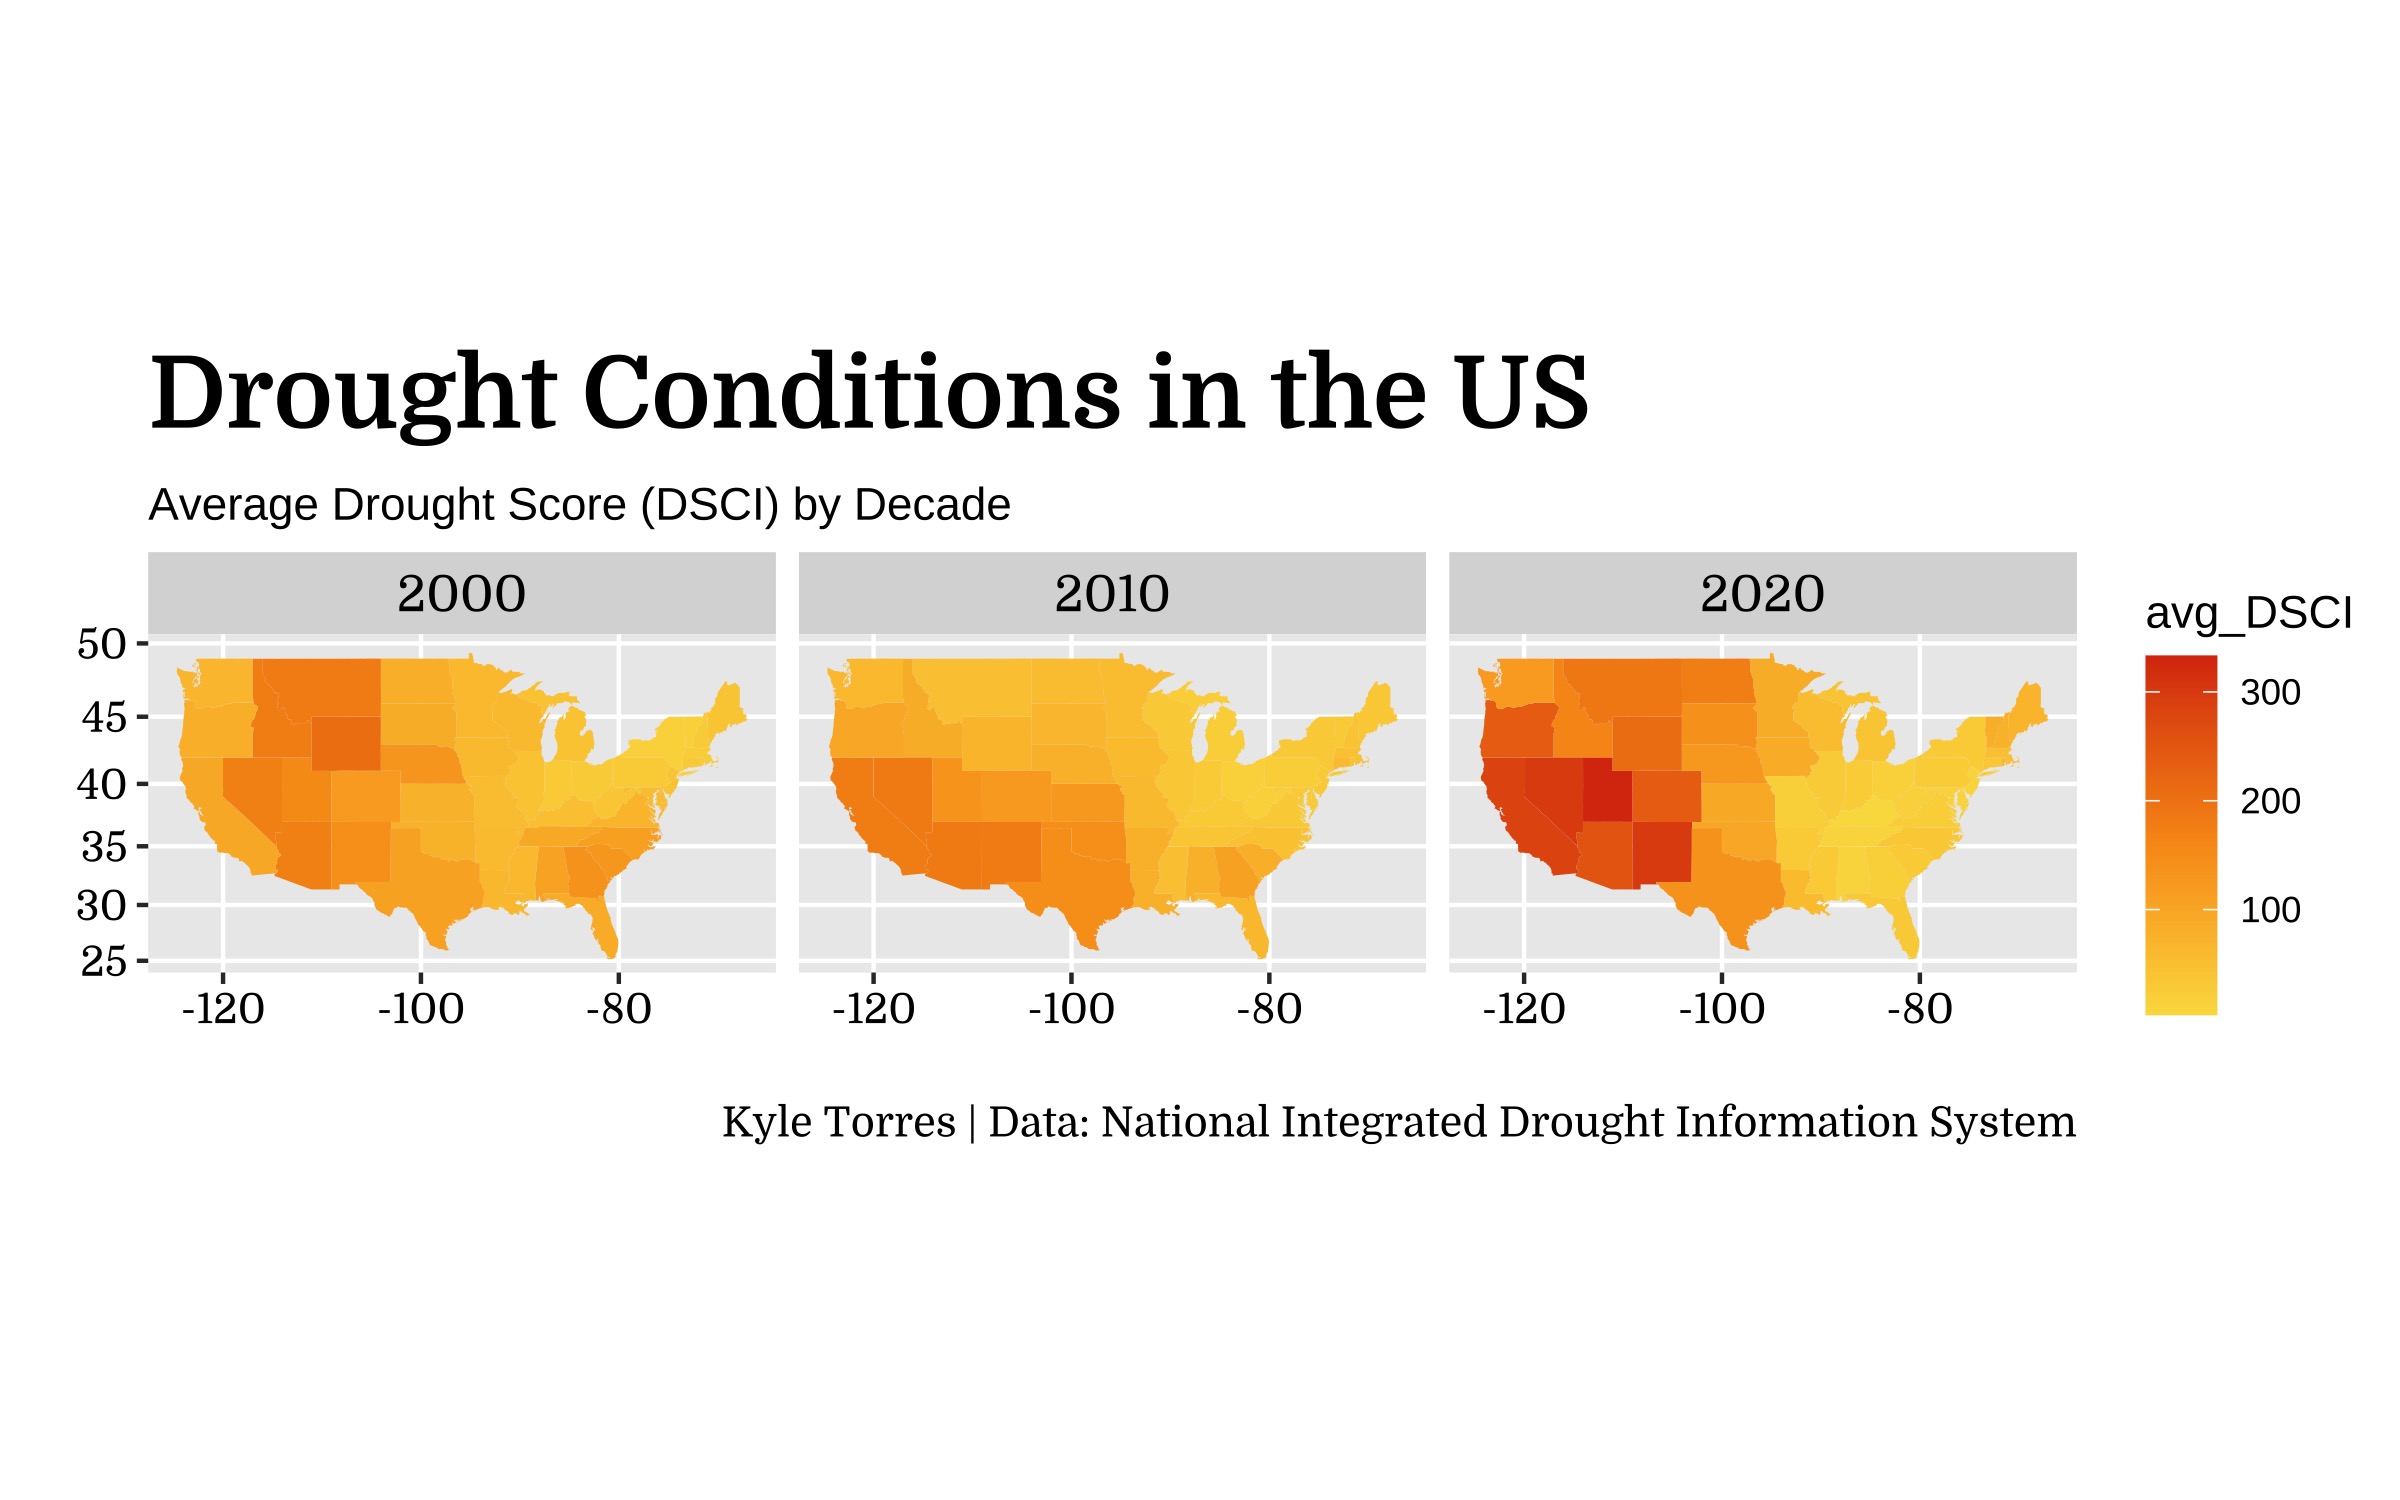 Drought Conditions in the US
Average Drought Score (DSCI) by Decade
2000 2010 2020
avg_DSCI
300
200
100
50
45
40
35
30
25
-120 -100 -80 -120 -100 -80 -120 -100 -80
Kyle Torres | Data: National Integrated Drought Information System